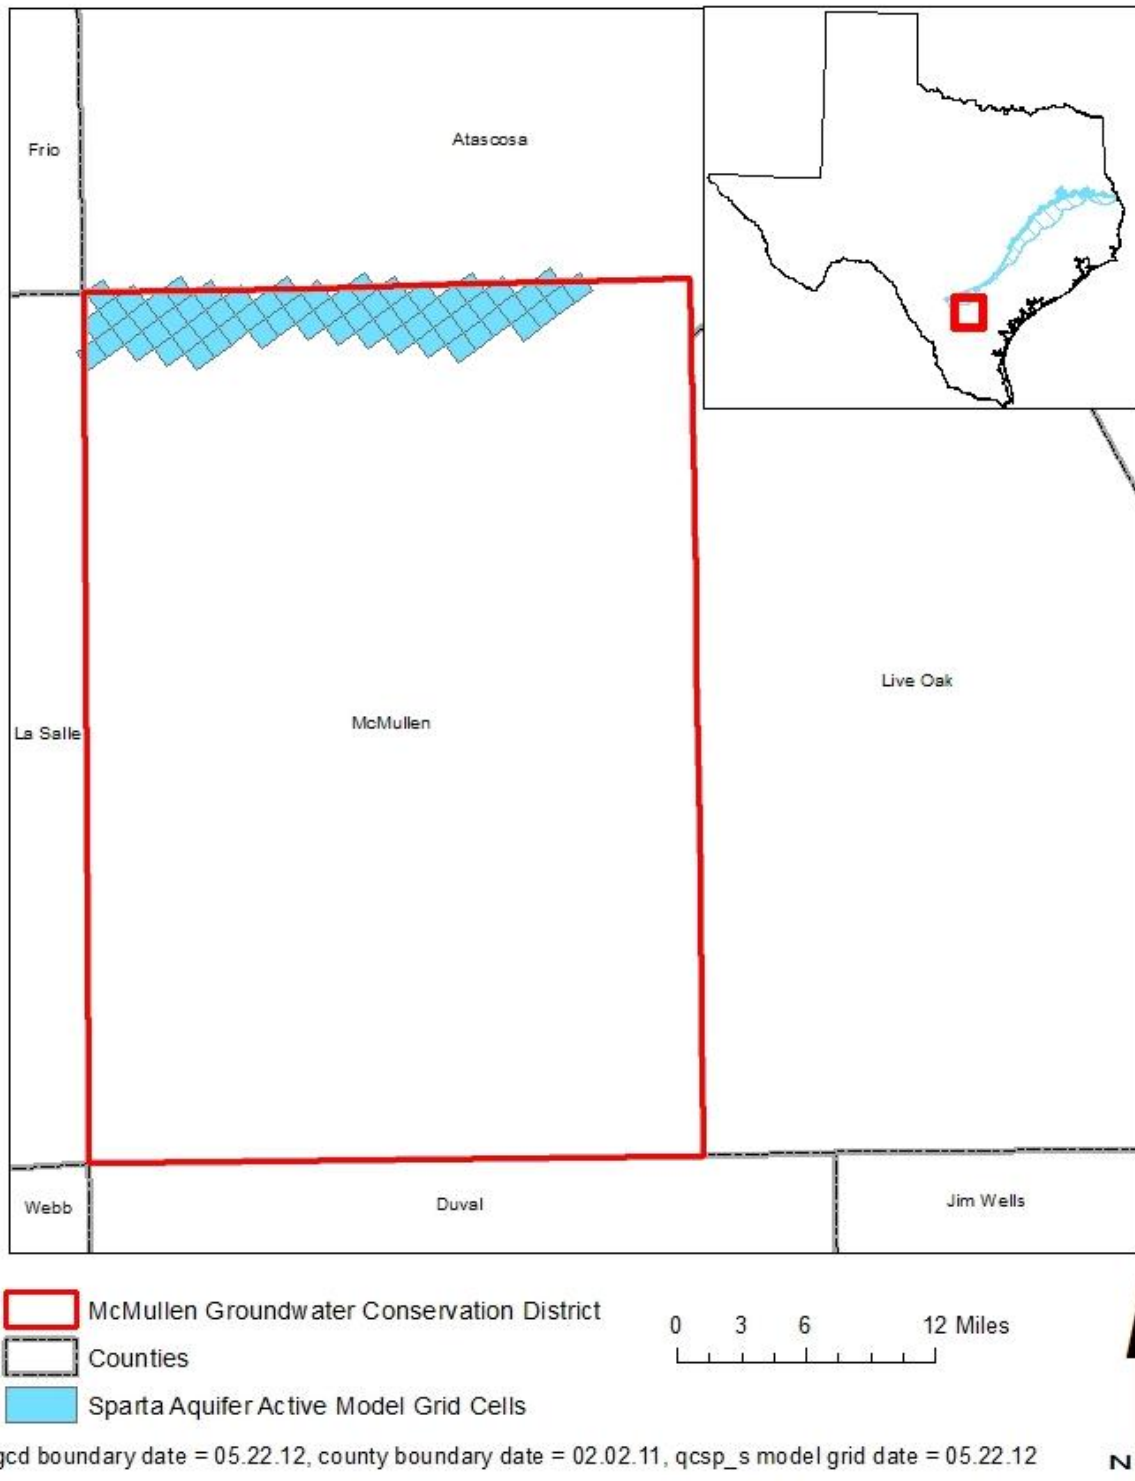 Frio
Atascosa
Live Oak
McMullen
La Salle
Webb
Duval
Jim Wells
McMullen Groundwater Conservation District
0 3 6 12 Miles
Counties
Sparta Aquifer Active Model Grid Cells
gcd boundary date = 05.22.12, county boundary date = 02.02.11, qcsp_s model grid date = 05.22.12